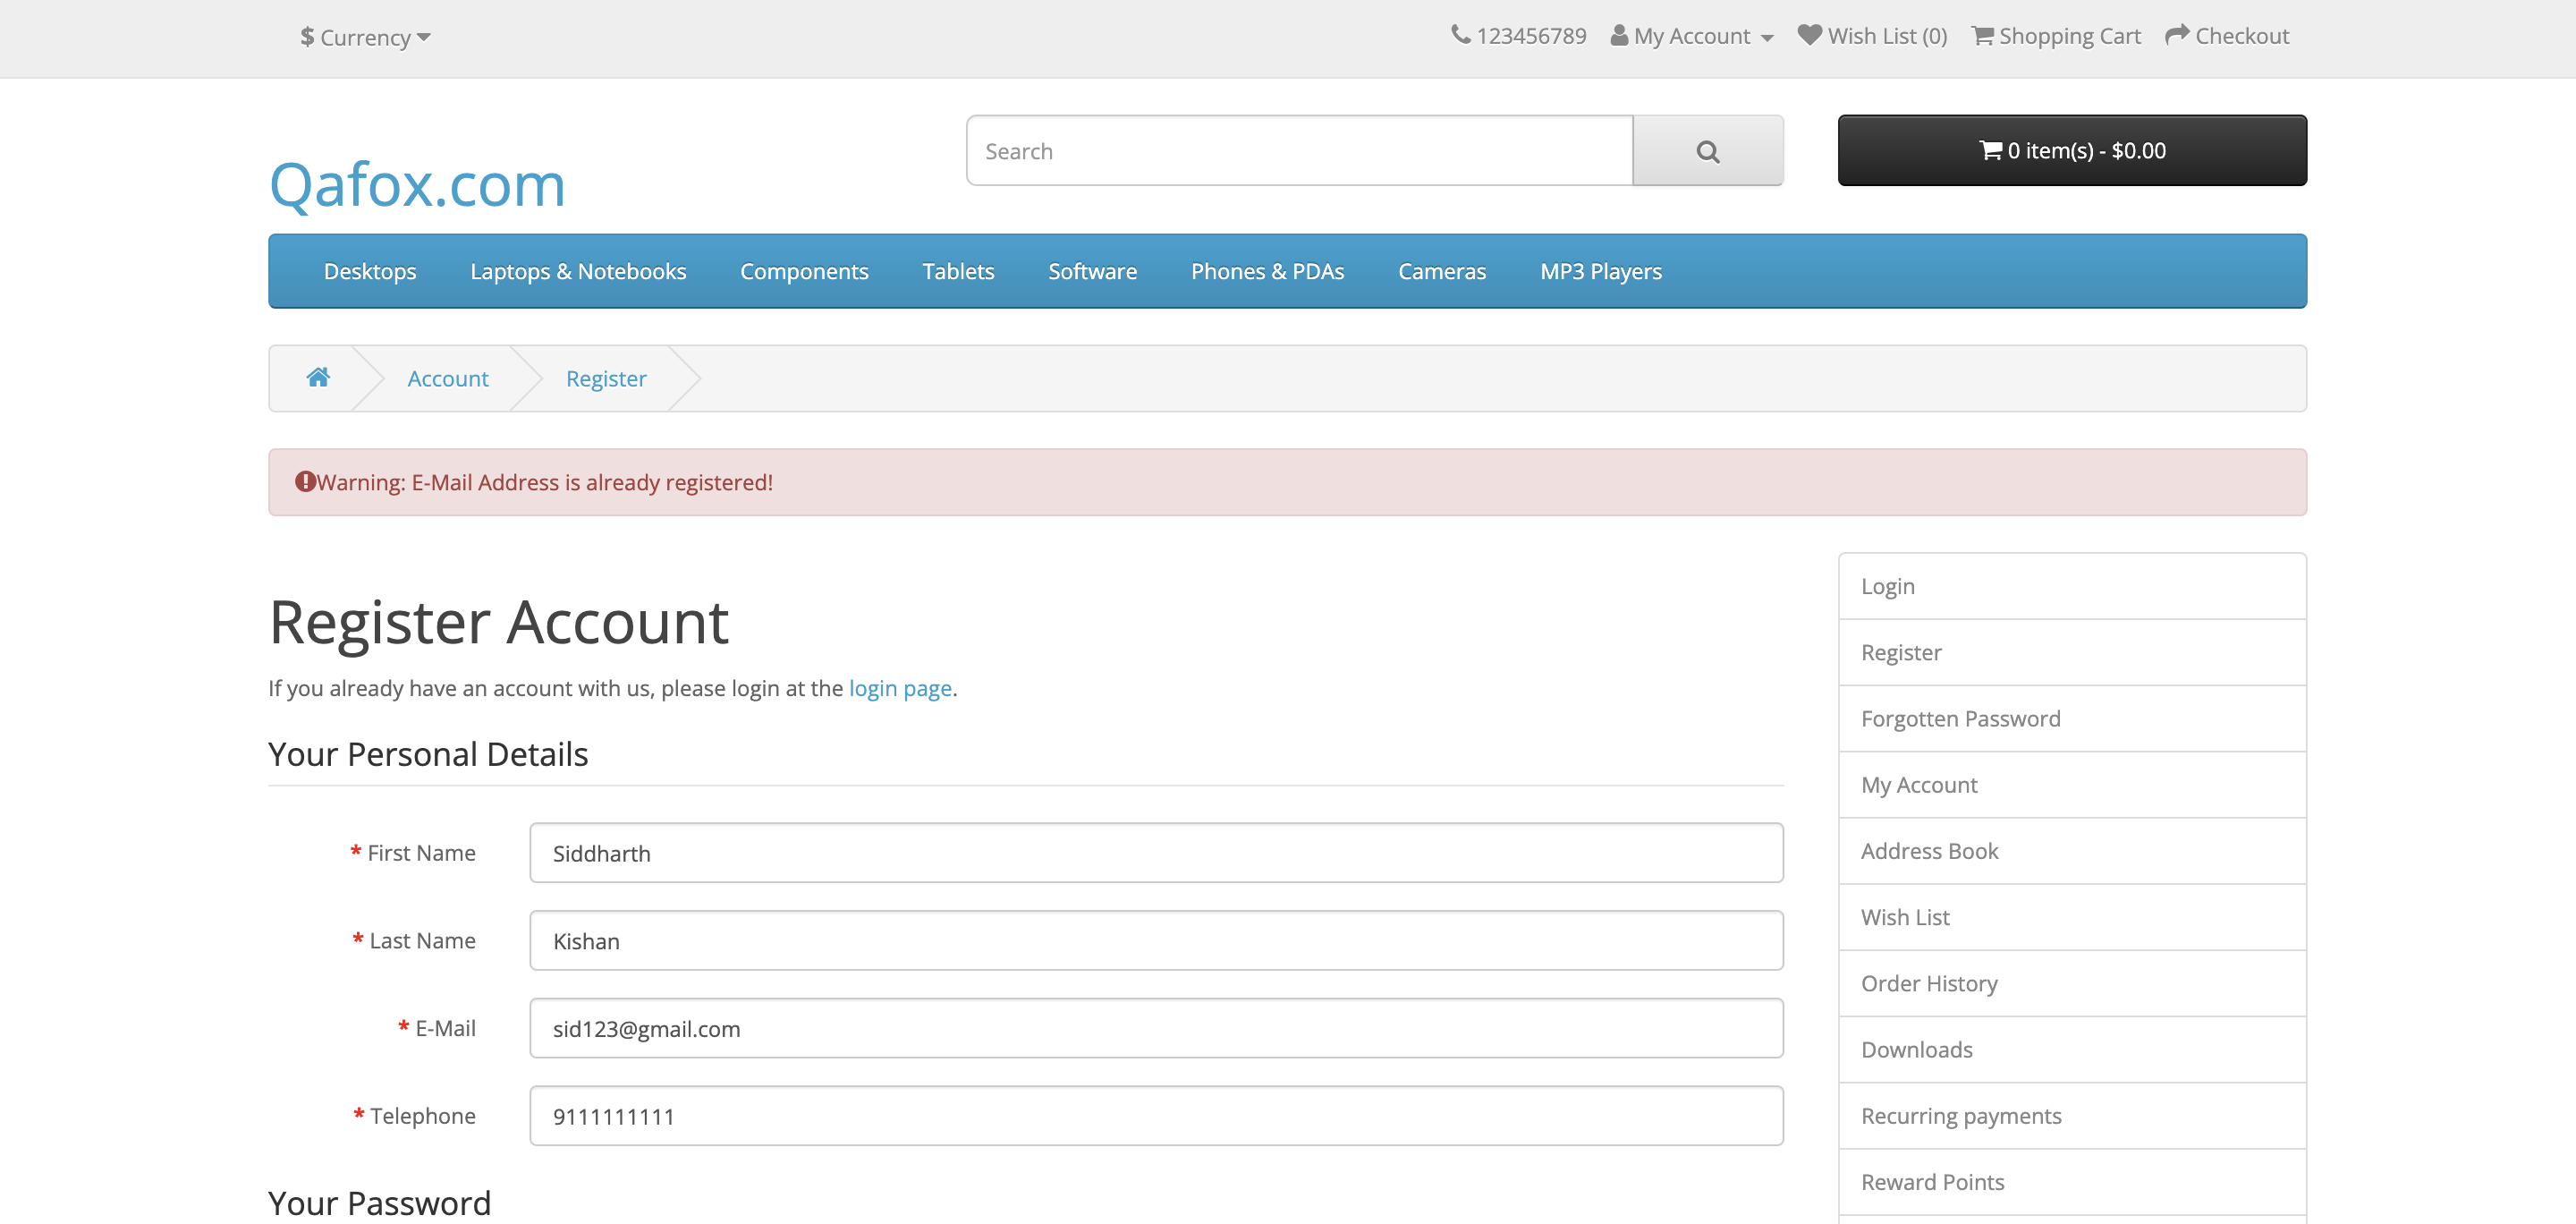 $ Currency
123456789 My Account Wish List (0) Shopping Cart Checkout
Qafox.com
Search
0 item(s) - $0.00
Desktops Laptops & Notebooks Components Tablets Software Phones & PDAs Cameras MP3 Players
Account Register
Warning: E-Mail Address is already registered!
Register Account
If you already have an account with us, please login at the login page.
Your Personal Details
* First Name Siddharth
* Last Name Kishan
* E-Mail sid123@gmail.com
* Telephone 9111111111
Your Password
Login
Register
Forgotten Password
My Account
Address Book
Wish List
Order History
Downloads
Recurring payments
Reward Points